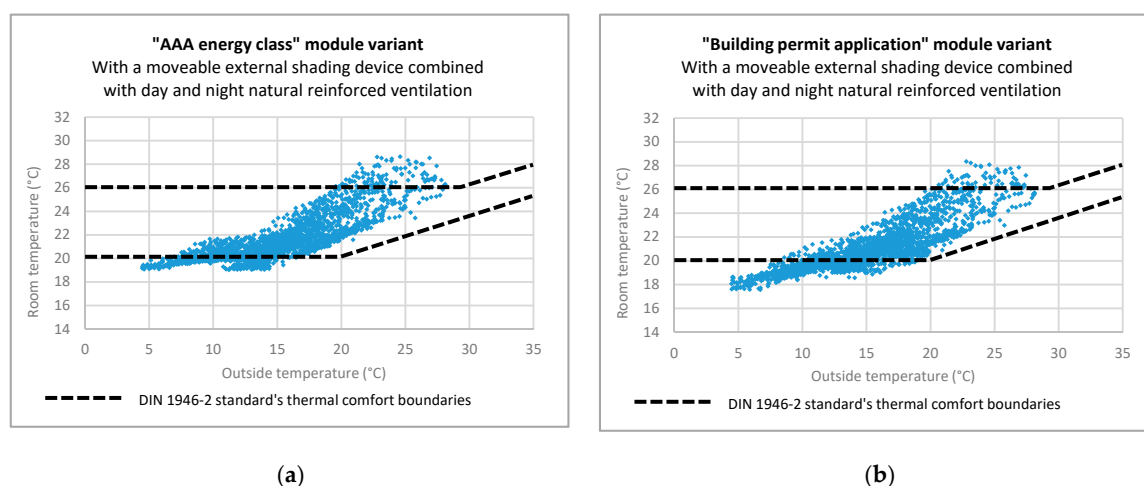 "AAA energy class" module variant
With a moveable external shading device combined
with day and night natural reinforced ventilation
32
30
28
26
24
22
20
18
16
14
Room temperature (°C)
0 5 10 15 20 25 30 35
Outside temperature (°C)
DIN 1946-2 standard's thermal comfort boundaries
(a)
"Building permit application" module variant
With a moveable external shading device combined
with day and night natural reinforced ventilation
32
30
28
26
24
22
20
18
16
14
Room temperature (°C)
0 5 10 15 20 25 30 35
Outside temperature (°C)
DIN 1946-2 standard's thermal comfort boundaries
(b)